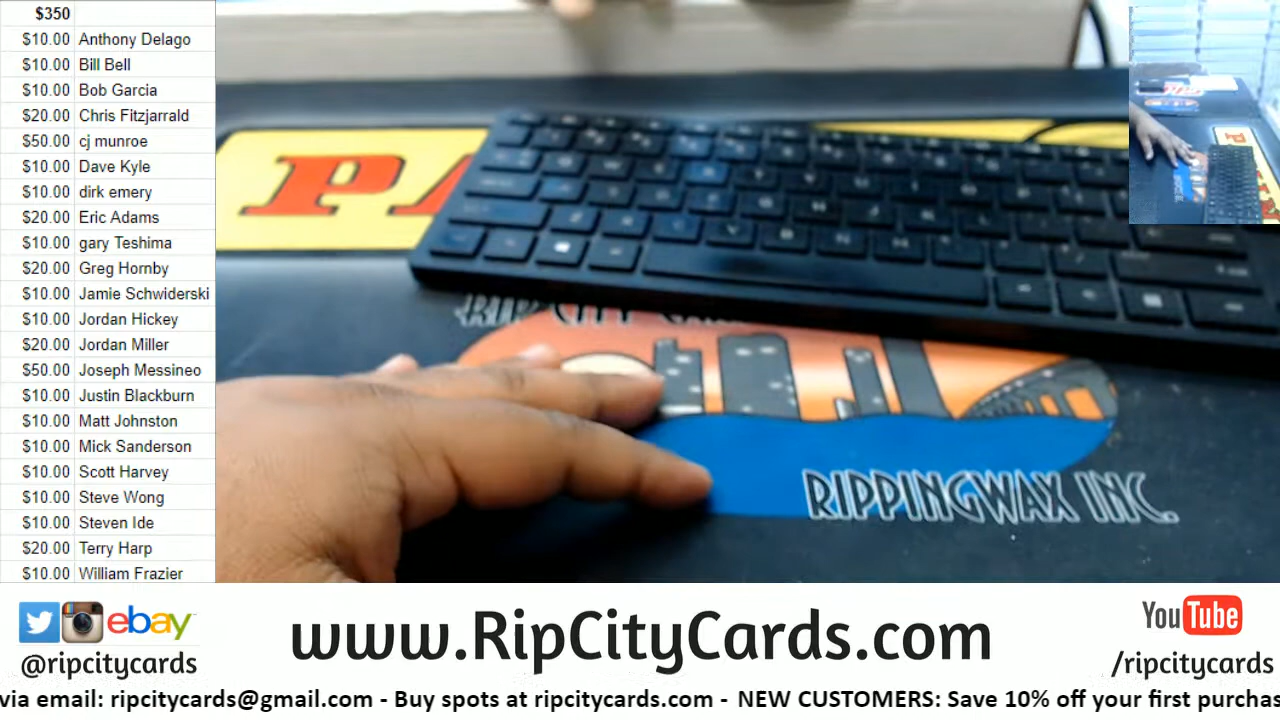 $350
$10.00 Anthony Delago
$10.00 Bill Bell
$10.00 Bob Garcia
$20.00 Chris Fitzjarrald
$50.00 cj munroe
$10.00 Dave Kyle
$10.00 dirk emery
$20.00 Eric Adams
$10.00 gary Teshima
$20.00 Greg Hornby
$10.00 Jamie Schwiderski
$10.00 Jordan Hickey
$20.00 Jordan Miller
$50.00 Joseph Messineo
$10.00 Justin Blackburn
$10.00 Matt Johnston
$10.00 Mick Sanderson
$10.00 Scott Harvey
$10.00 Steve Wong
$10.00 Steven Ide
$20.00 Terry Harp
$10.00 William Frazier
RIP CITY
RIPPINGWAX INC.
ebay
@ripcitycards
www.RipCityCards.com
YouTube
/ripcitycards
via email: ripcitycards@gmail.com - Buy spots at ripcitycards.com - NEW CUSTOMERS: Save 10% off your first purchas